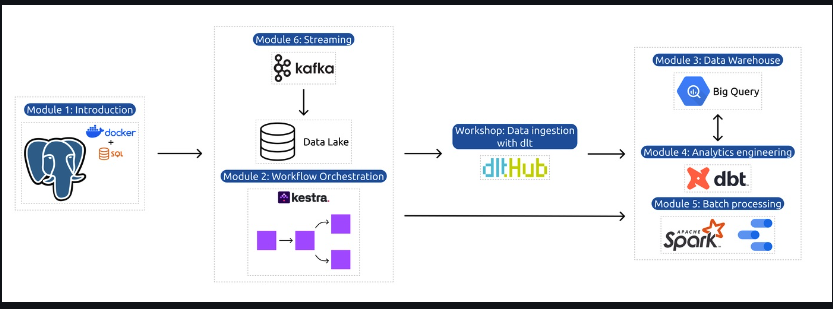 Module 1: Introduction
docker
+
SQL
Module 6: Streaming
kafka
Data Lake
Module 2: Workflow Orchestration
kestra.
Workshop: Data ingestion
with dlt
dltHub
Module 3: Data Warehouse
Big Query
Module 4: Analytics engineering
dbt
Module 5: Batch processing
APACHE
Spark